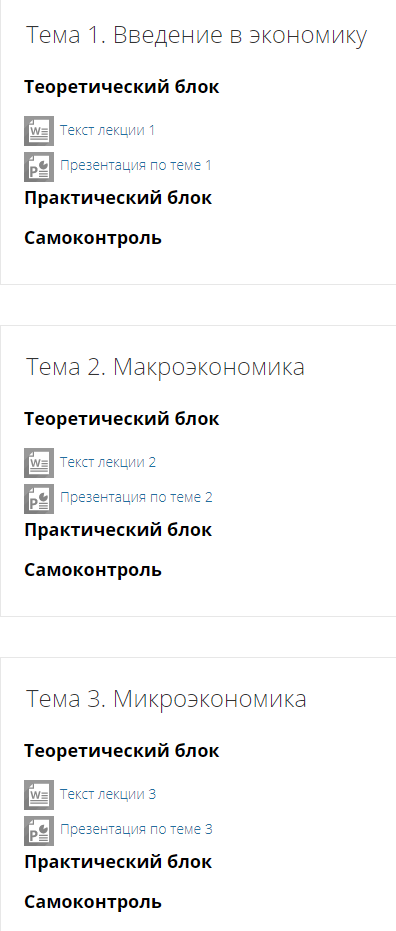 Тема 1. Введение в экономику
Теоретический блок
Текст лекции 1
Презентация по теме 1
Практический блок
Самоконтроль
Тема 2. Макроэкономика
Теоретический блок
Текст лекции 2
Презентация по теме 2
Практический блок
Самоконтроль
Тема 3. Микроэкономика
Теоретический блок
Текст лекции 3
Презентация по теме 3
Практический блок
Самоконтроль